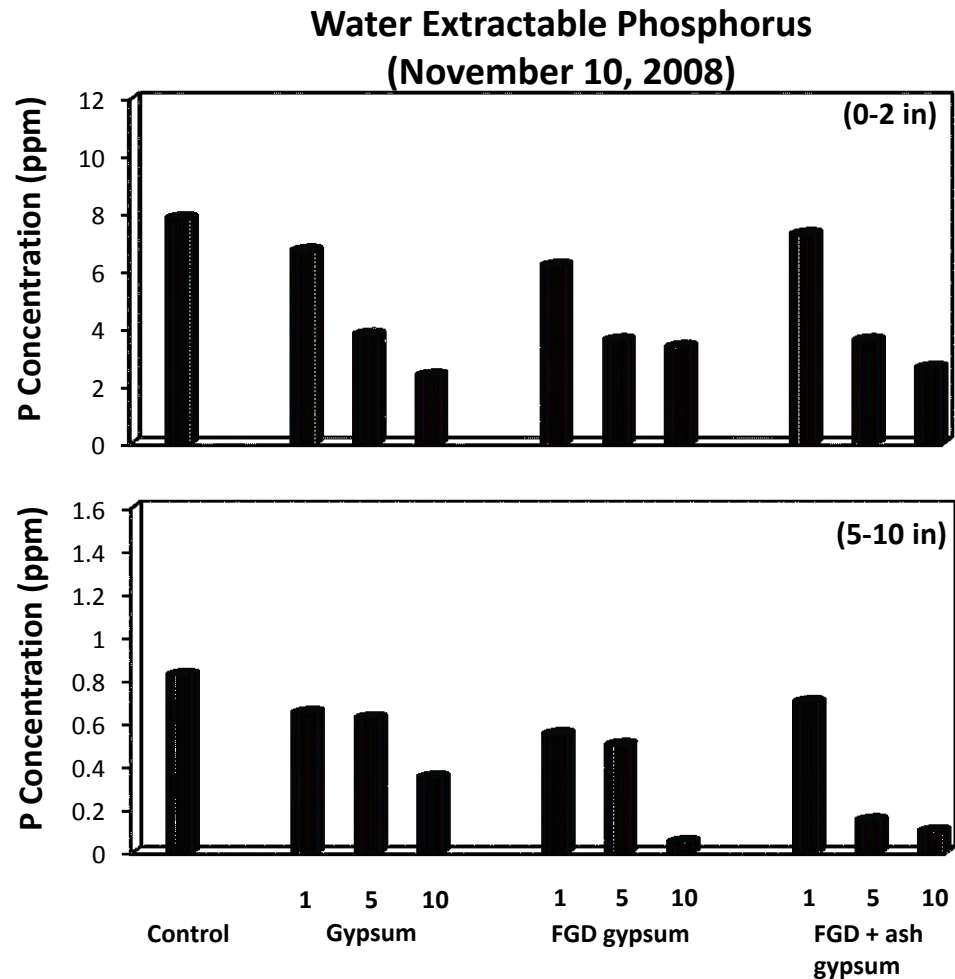 Water Extractable Phosphorus
(November 10, 2008)
(0-2 in)
P Concentration (ppm)
12
10
8
6
4
2
0
(5-10 in)
P Concentration (ppm)
1.6
1.4
1.2
1
0.8
0.6
0.4
0.2
0
1 5 10 1 5 10 1 5 10
Control Gypsum FGD gypsum FGD + ash
gypsum